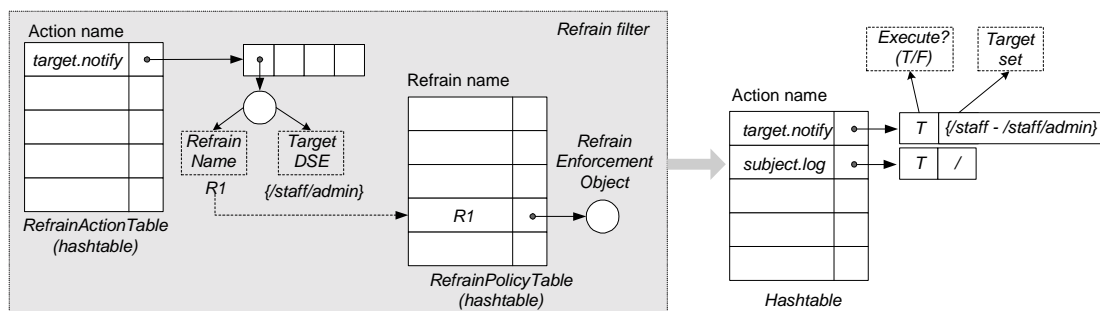 Refrain filter
Action name
target.notify
Refrain
Name
R1
Target
DSE
{/staff/admin}
RefrainActionTable
(hashtable)
Refrain name
R1
RefrainPolicyTable
(hashtable)
Refrain
Enforcement
Object
Execute?
(T/F)
Target
set
Action name
target.notify
T
{/staff - /staff/admin}
subject.log
T
/
Hashtable